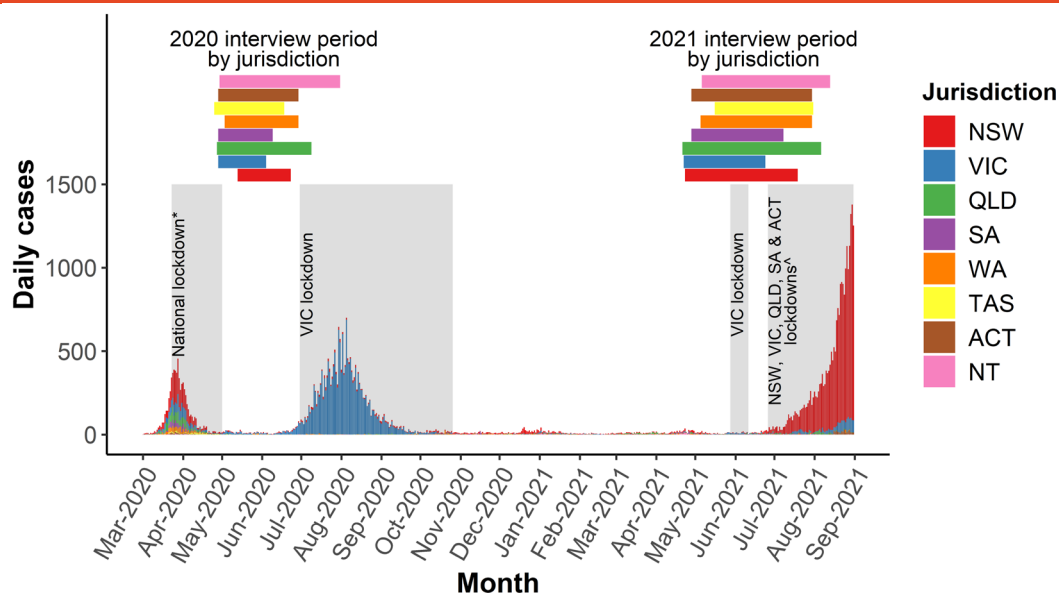 2020 interview period
by jurisdiction
2021 interview period
by jurisdiction
Jurisdiction
NSW
VIC
QLD
SA
WA
TAS
ACT
NT
Daily cases
1500
1000
500
0
National lockdown*
VIC lockdown
VIC lockdown
NSW, VIC, QLD, SA & ACT
lockdowns^
Mar-2020
Apr-2020
May-2020
Jun-2020
Jul-2020
Aug-2020
Sep-2020
Oct-2020
Nov-2020
Dec-2020
Jan-2021
Feb-2021
Mar-2021
Apr-2021
May-2021
Jun-2021
Jul-2021
Aug-2021
Sep-2021
Month